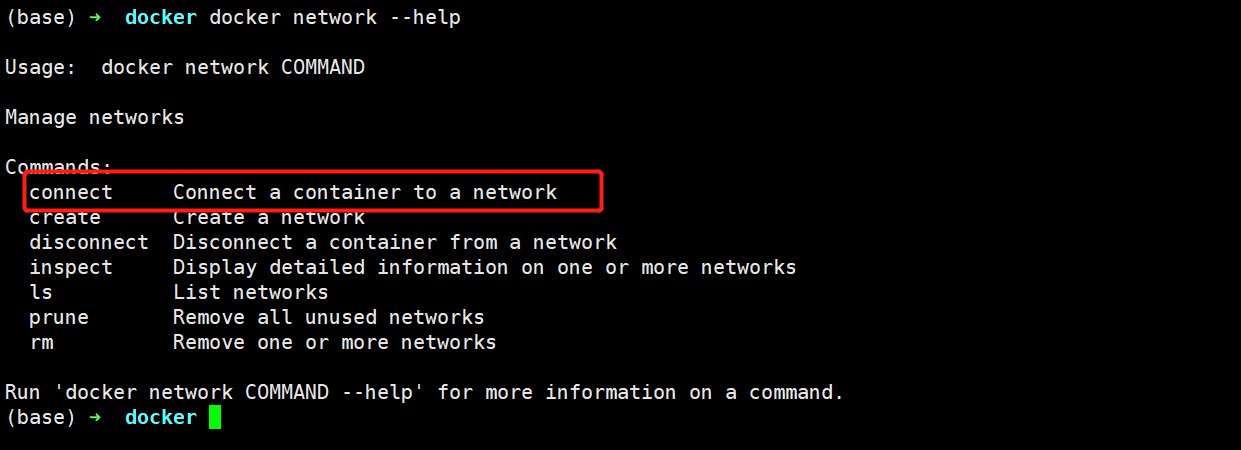 (base) → docker docker network --help
Usage:  docker network COMMAND
Manage networks
Commands:
  connect     Connect a container to a network
  create      Create a network
  disconnect  Disconnect a container from a network
  inspect     Display detailed information on one or more networks
  ls          List networks
  prune       Remove all unused networks
  rm          Remove one or more networks
Run 'docker network COMMAND --help' for more information on a command.
(base) → docker